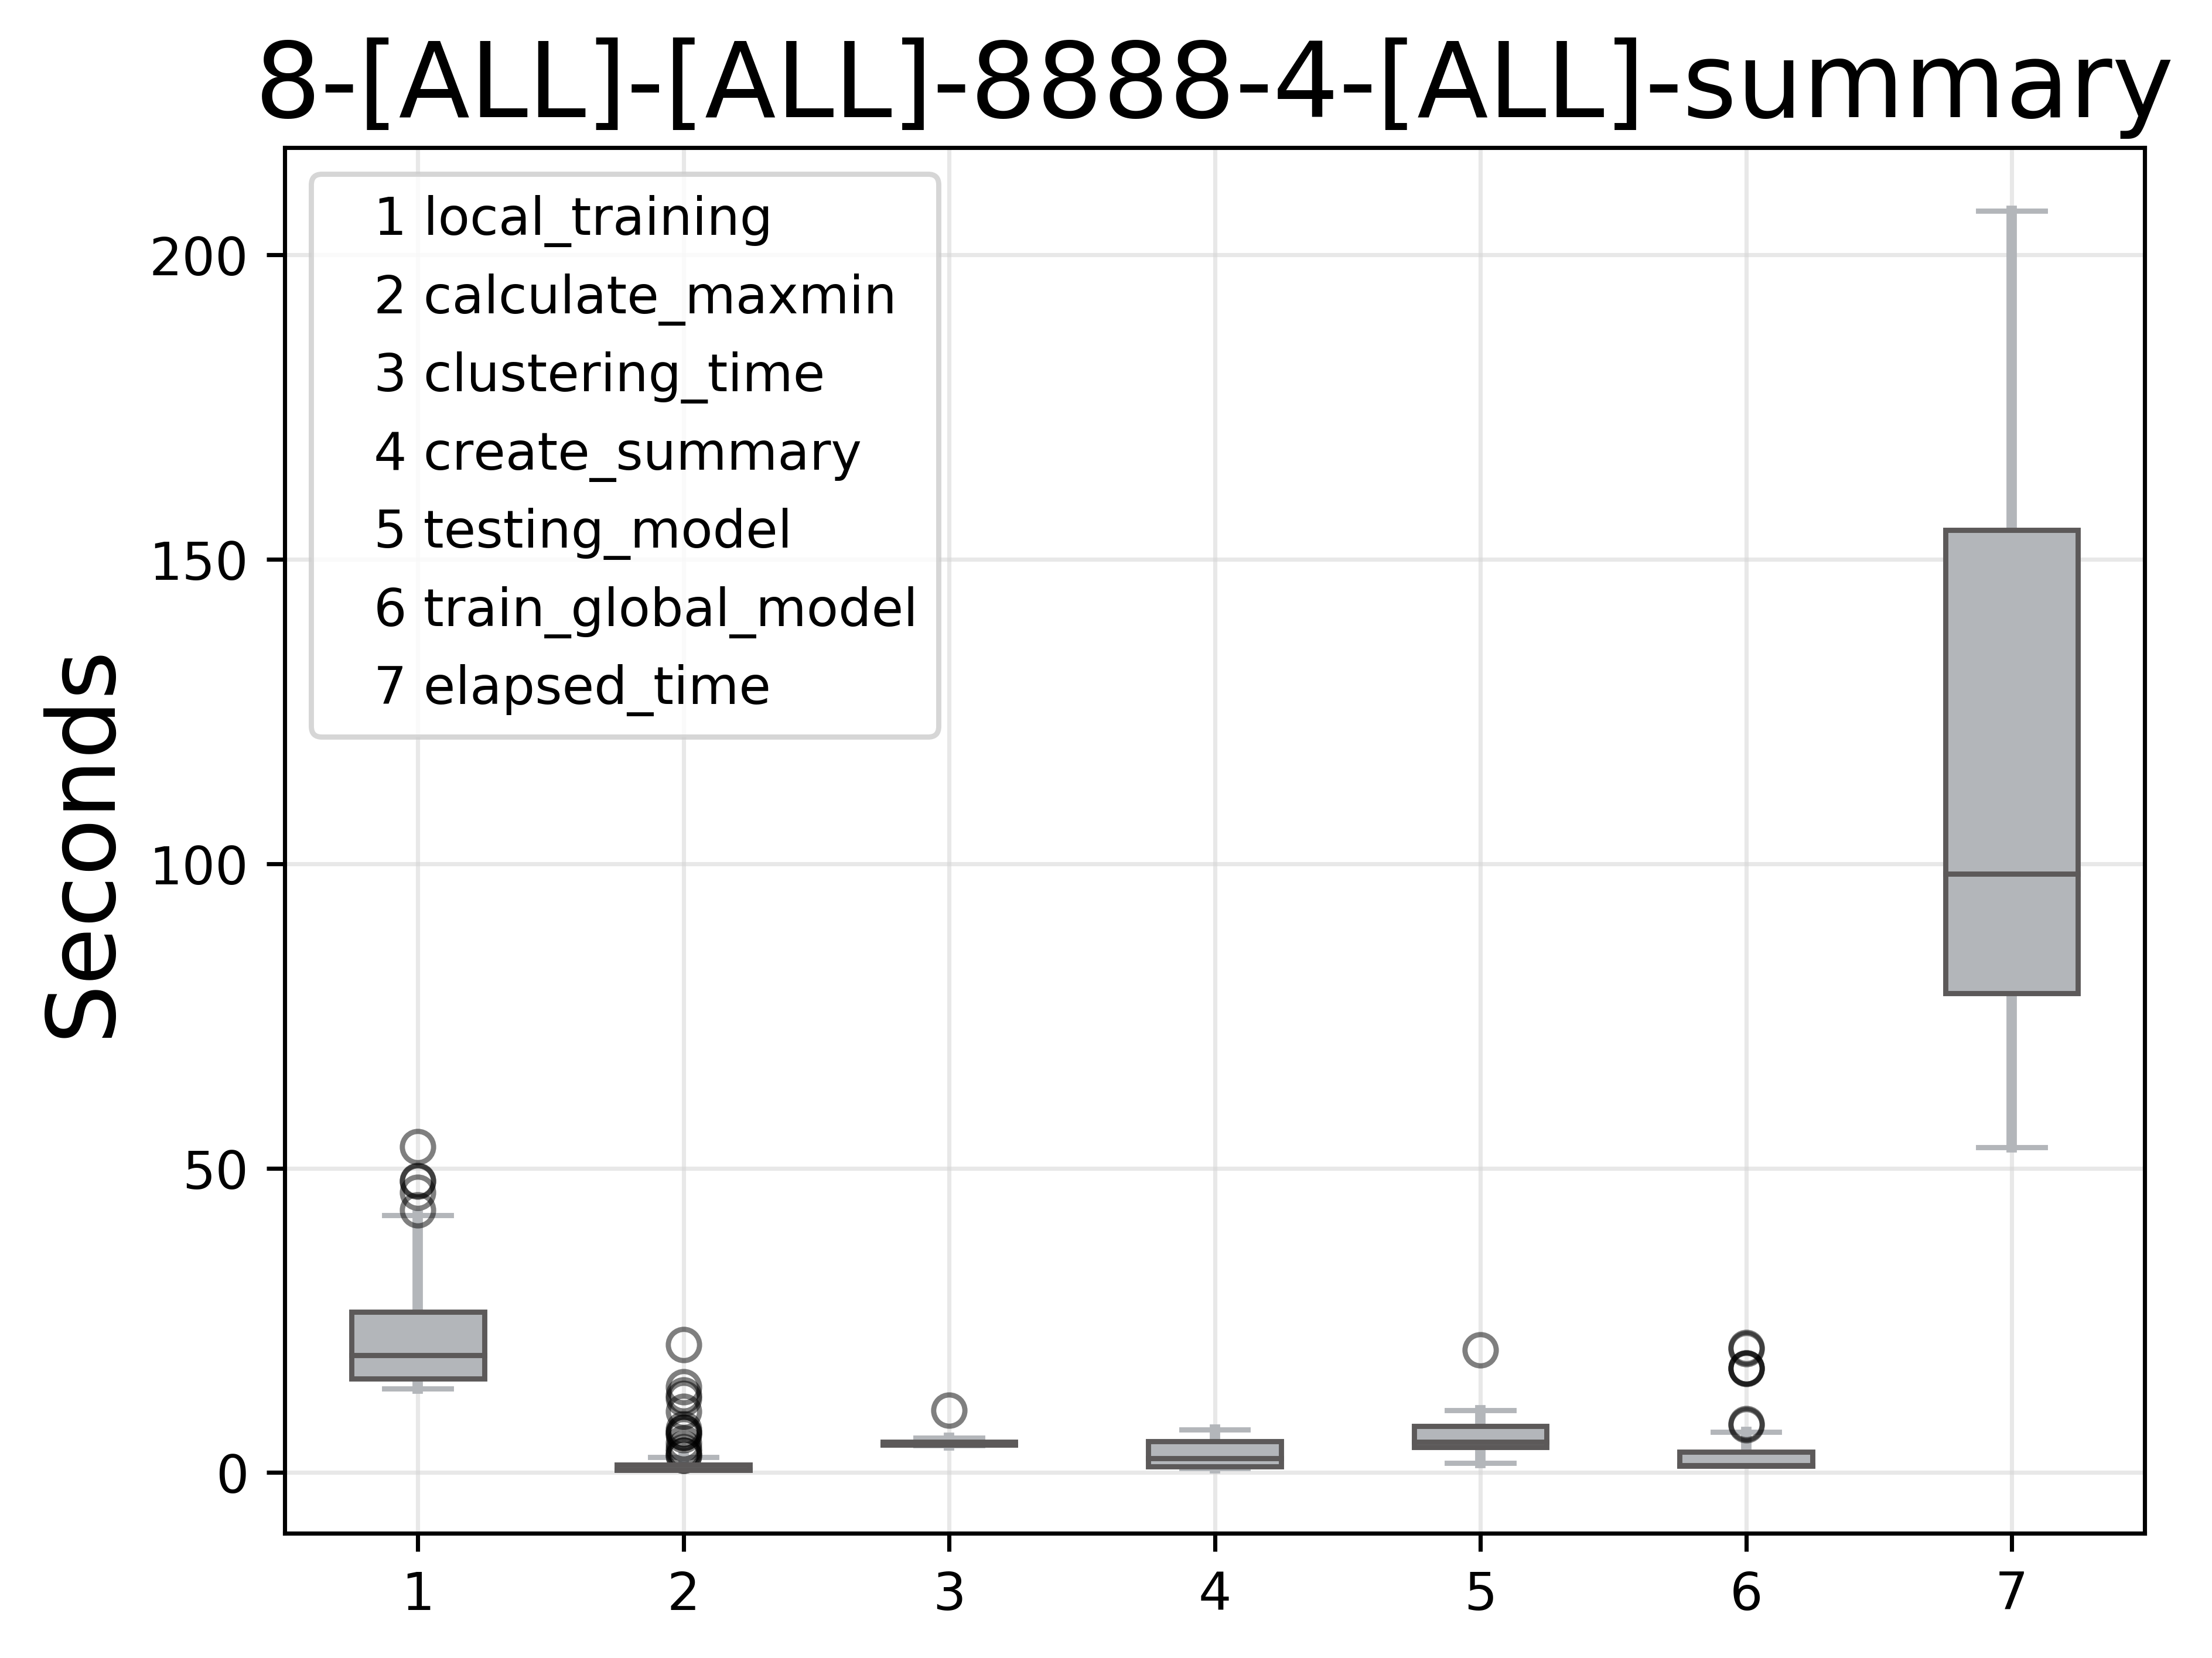 8-[ALL]-[ALL]-8888-4-[ALL]-summary
Seconds
200
150
100
50
0
1 local_training
2 calculate_maxmin
3 clustering_time
4 create_summary
5 testing_model
6 train_global_model
7 elapsed_time
1 2 3 4 5 6 7